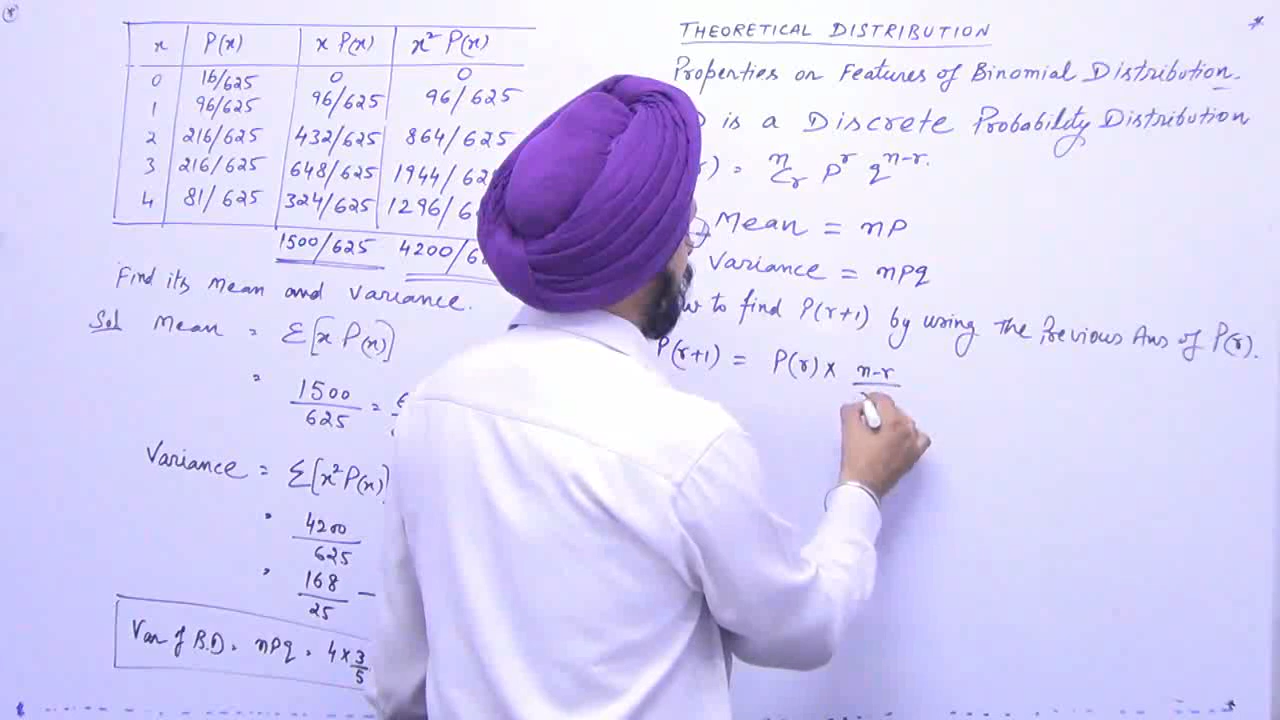 x P(x) x P(x) x² P(x)
0 16/625 0 0
1 96/625 96/625 96/625
2 216/625 432/625 864/625
3 216/625 648/625 1944/62
4 81/625 324/625 1296/6
1500/625 4200/6
Find its Mean and Variance.
Sol Mean = Σ[x P(x)]
= 1500/625 =
Variance = Σ[x² P(x)]
= 4200/625
= 168/25 −
Var of B.D = nPq = 4 × 3/5
THEORETICAL DISTRIBUTION
Properties or Features of Binomial Distribution.
D is a Discrete Probability Distribution
) = ⁿCᵣ Pʳ qⁿ⁻ʳ.
Mean = nP
Variance = nPq
to find P(r+1) by using the Previous Ans of P(r).
P(r+1) = P(r) × n-r